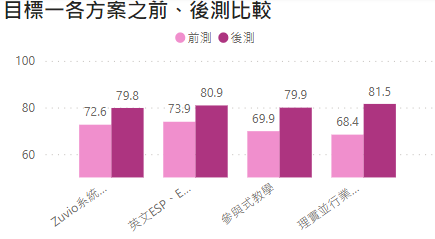 目標一各方案之前、後測比較
前測 後測
100
80
60
72.6 79.8 73.9 80.9 69.9 79.9 68.4 81.5
Zuvio系統...
英文ESP、E...
參與式教學
理實並行業...